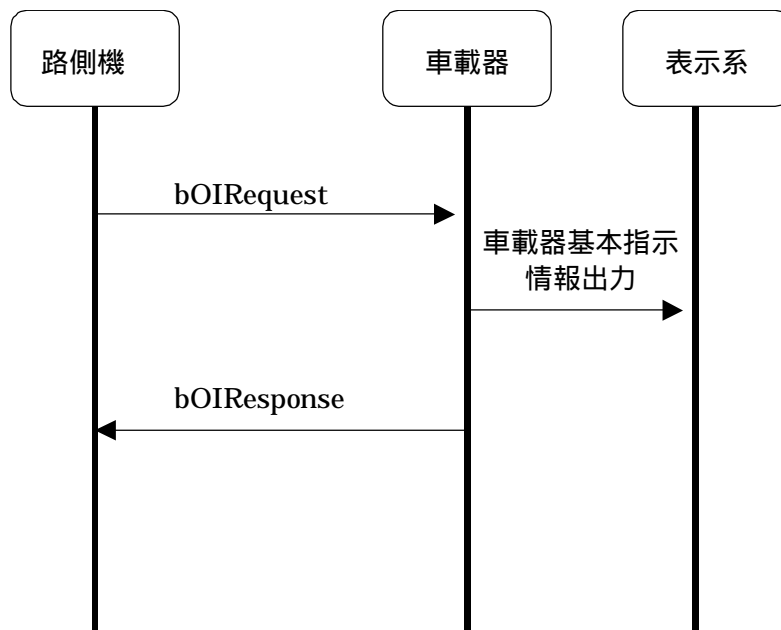 路側機
車載器
表示系
bOIRequest
車載器基本指示
情報出力
bOIResponse